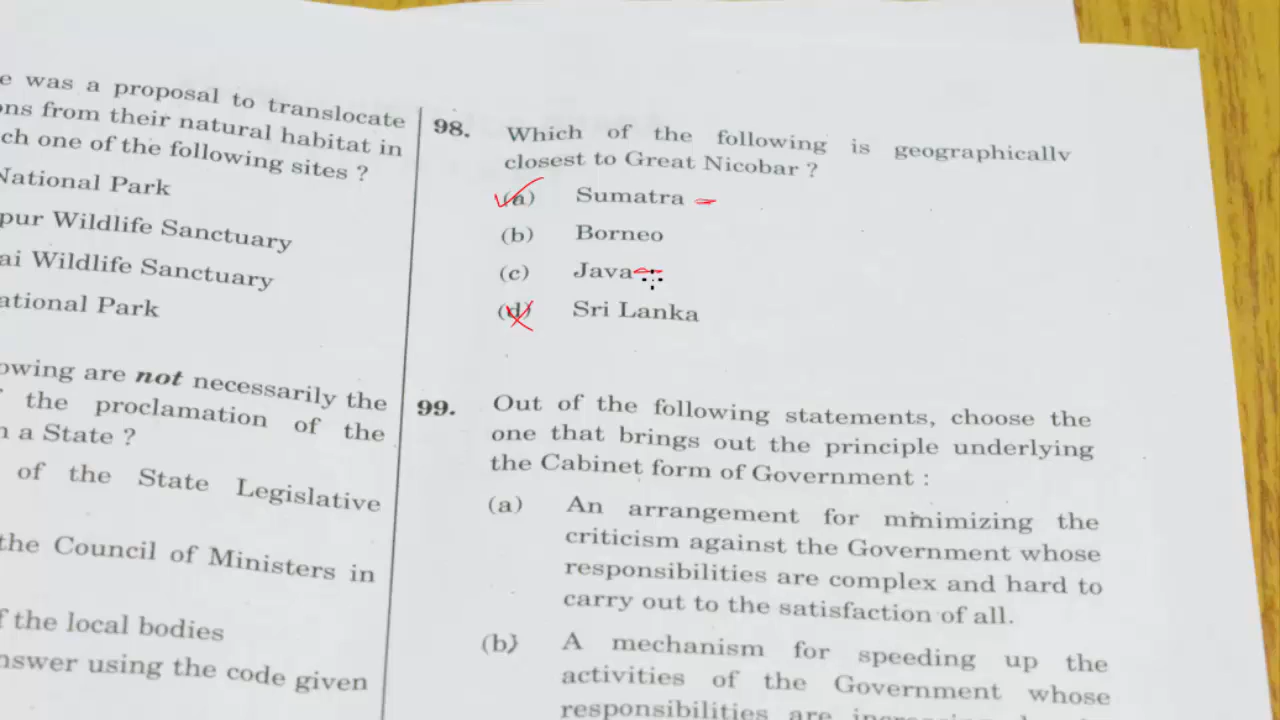 e was a proposal to translocate
ons from their natural habitat in
ch one of the following sites ?
National Park
pur Wildlife Sanctuary
ai Wildlife Sanctuary
ational Park
owing are not necessarily the
the proclamation of the
n a State ?
of the State Legislative
the Council of Ministers in
f the local bodies
nswer using the code given
98. Which of the following is geographically
closest to Great Nicobar ?
(a) Sumatra
(b) Borneo
(c) Java
(d) Sri Lanka
99. Out of the following statements, choose the
one that brings out the principle underlying
the Cabinet form of Government :
(a) An arrangement for minimizing the
criticism against the Government whose
responsibilities are complex and hard to
carry out to the satisfaction of all.
(b) A mechanism for speeding up the
activities of the Government whose
responsibilities are increasing